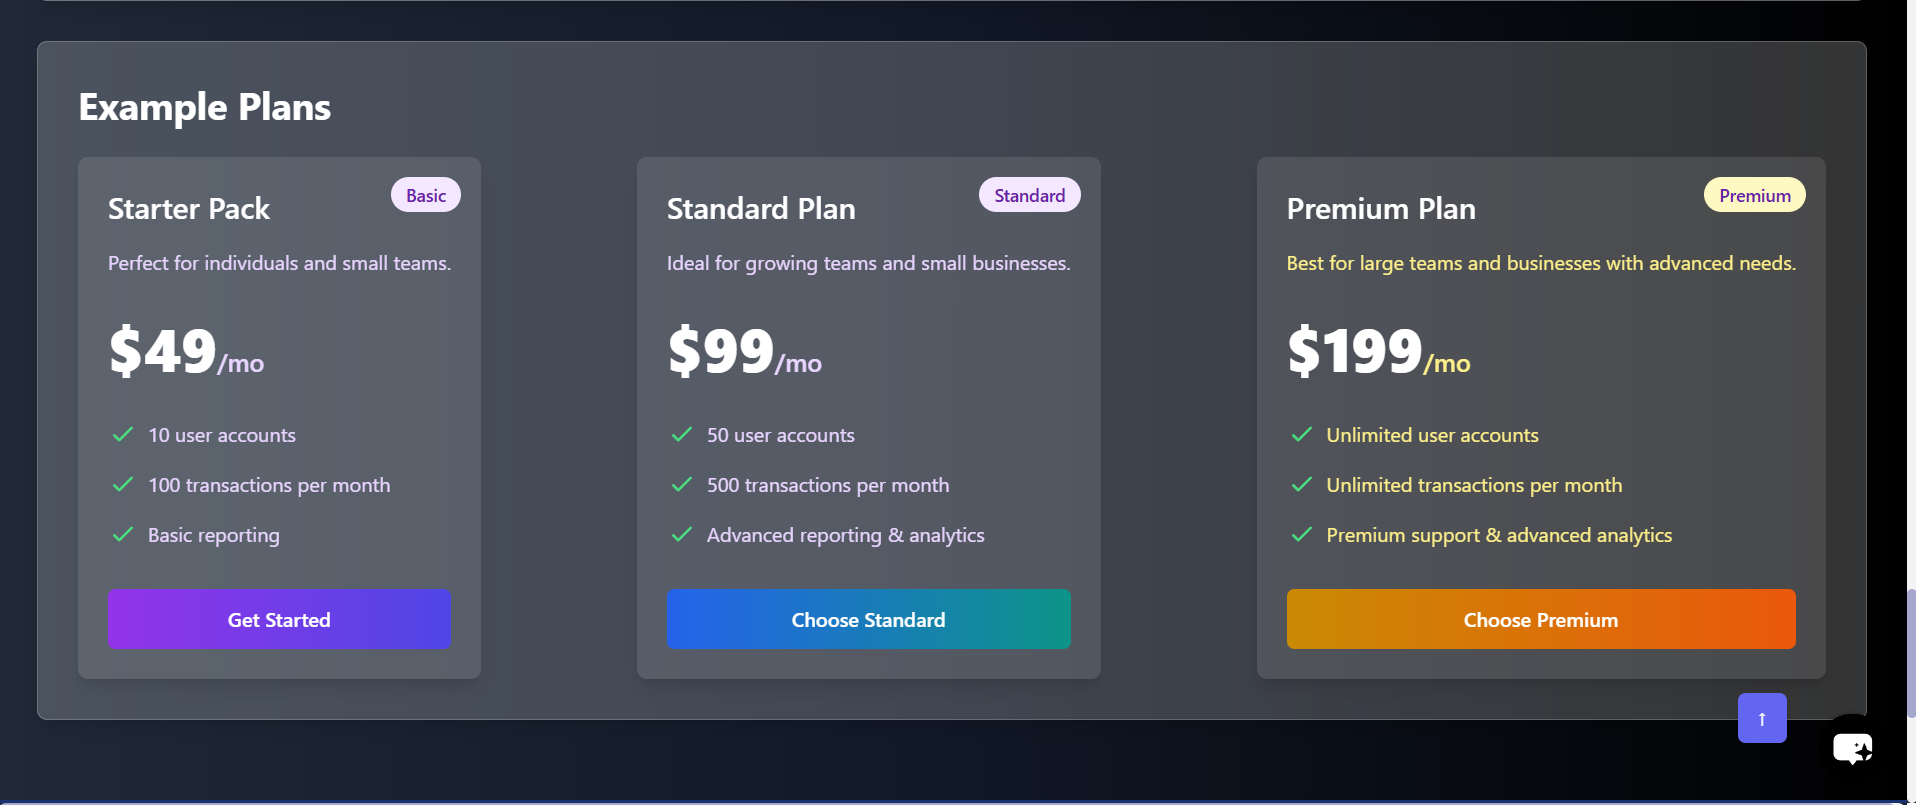 Example Plans
Starter Pack
Basic
Perfect for individuals and small teams.
$49/mo
10 user accounts
100 transactions per month
Basic reporting
Get Started
Standard Plan
Standard
Ideal for growing teams and small businesses.
$99/mo
50 user accounts
500 transactions per month
Advanced reporting & analytics
Choose Standard
Premium Plan
Premium
Best for large teams and businesses with advanced needs.
$199/mo
Unlimited user accounts
Unlimited transactions per month
Premium support & advanced analytics
Choose Premium
↑